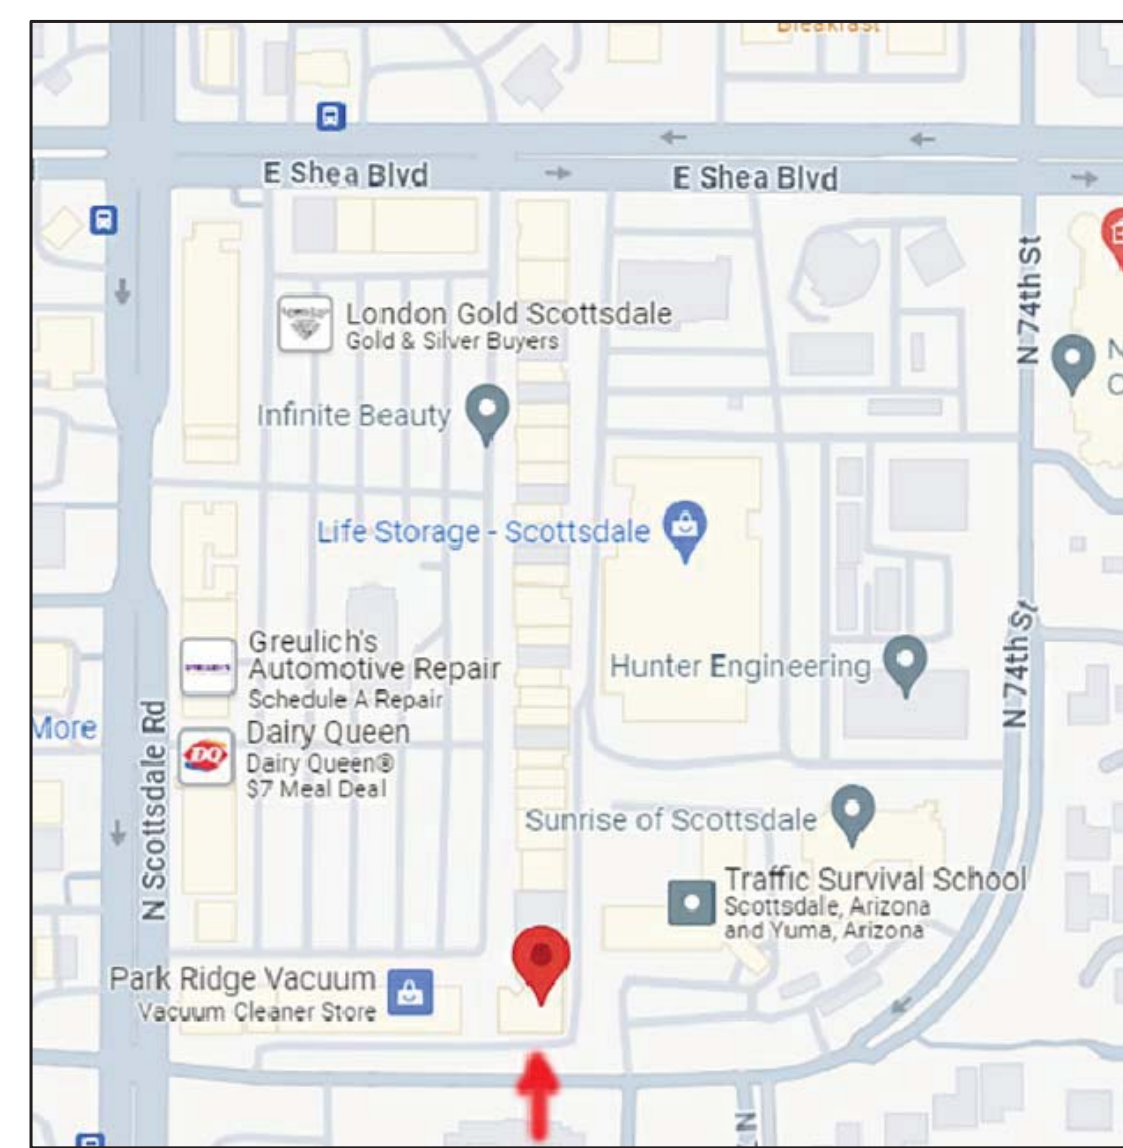 Breakfast
E Shea Blvd
E Shea Blvd
N 74th St
London Gold Scottsdale
Gold & Silver Buyers
N
C
Infinite Beauty
Life Storage - Scottsdale
Greulich's
Automotive Repair
Schedule A Repair
Hunter Engineering
N 74th St
More
N Scottsdale Rd
DQ
Dairy Queen
Dairy Queen®
$7 Meal Deal
Sunrise of Scottsdale
Traffic Survival School
Scottsdale, Arizona
and Yuma, Arizona
Park Ridge Vacuum
Vacuum Cleaner Store
N